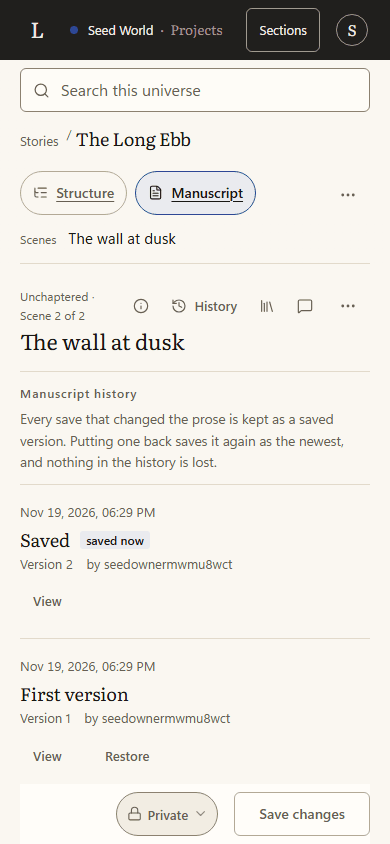 L
Seed World · Projects
Sections
S
Search this universe
Stories / The Long Ebb
Structure
Manuscript
Scenes The wall at dusk
Unchaptered ·
Scene 2 of 2
History
The wall at dusk
Manuscript history
Every save that changed the prose is kept as a saved
version. Putting one back saves it again as the newest,
and nothing in the history is lost.
Nov 19, 2026, 06:29 PM
Saved saved now
Version 2 by seedownermwmu8wct
View
Nov 19, 2026, 06:29 PM
First version
Version 1 by seedownermwmu8wct
View Restore
Private
Save changes